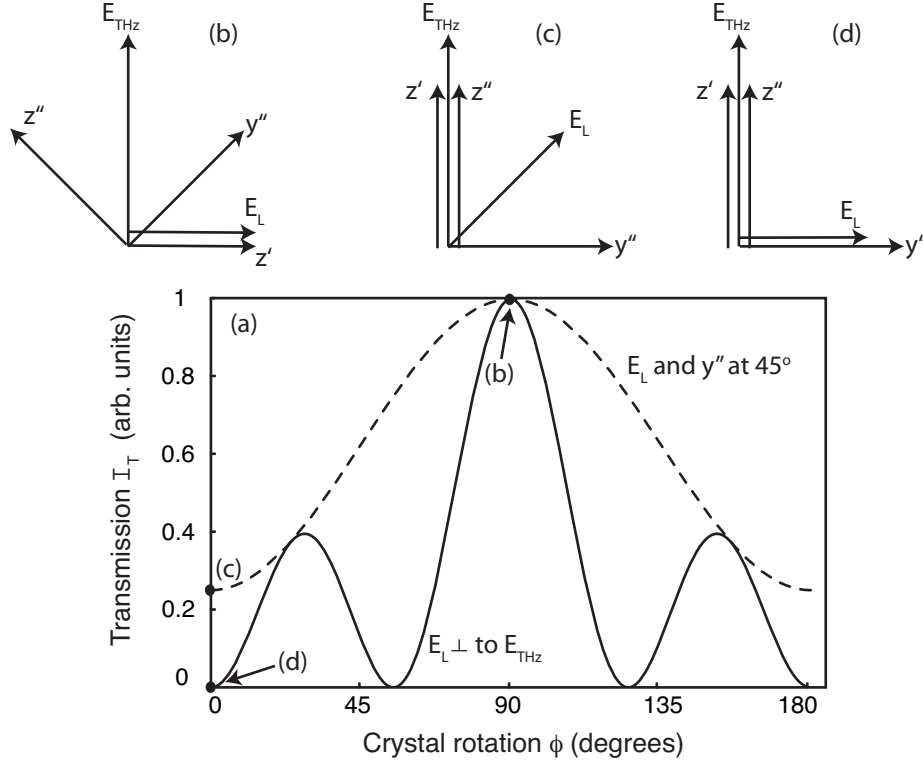 E_THz (b)
z″
y″
E_L
z′
E_THz (c)
z′ z″
E_L
y″
E_THz (d)
z′ z″
E_L
y′
Transmission I_T (arb. units)
1
0.8
0.6
0.4
0.2
0
(a)
(b)
E_L and y″ at 45°
(c)
(d)
E_L ⊥ to E_THz
0 45 90 135 180
Crystal rotation ϕ (degrees)